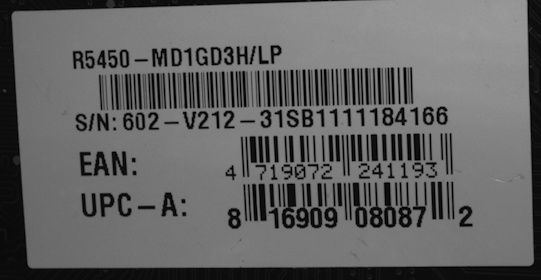 R5450-MD1GD3H/LP
S/N: 602-V212-31SB1111184166
EAN: 4 719072 241193
UPC-A: 8 16909 08087 2